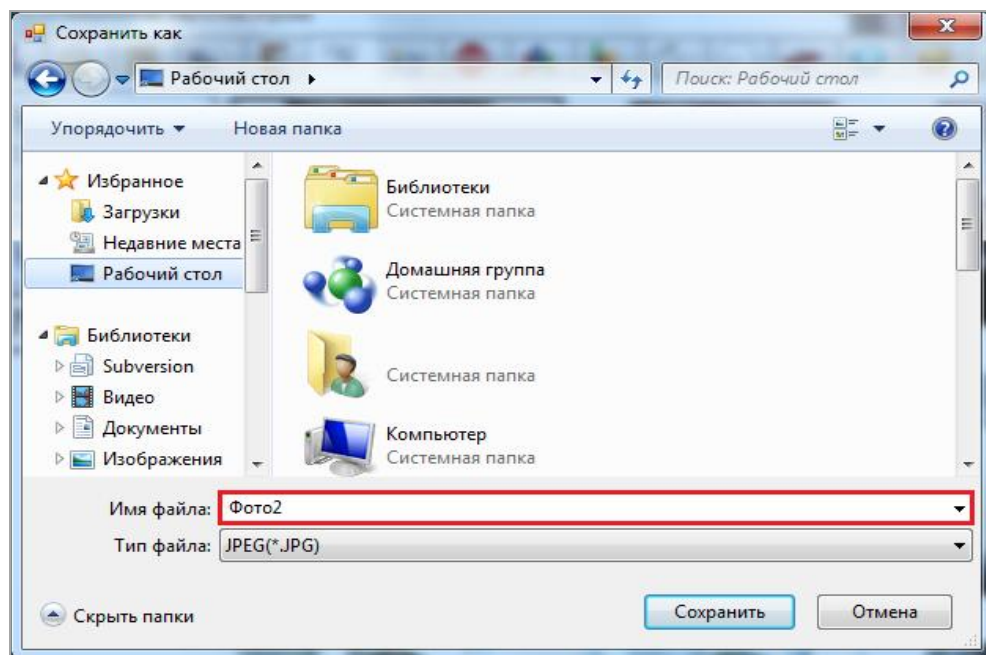 Сохранить как
Рабочий стол
Поиск: Рабочий стол
Упорядочить
Новая папка
Избранное
Загрузки
Недавние места
Рабочий стол
Библиотеки
Subversion
Видео
Документы
Изображения
Библиотеки
Системная папка
Домашняя группа
Системная папка
Системная папка
Компьютер
Системная папка
Имя файла: Фото2
Тип файла: JPEG(*.JPG)
Скрыть папки
Сохранить
Отмена